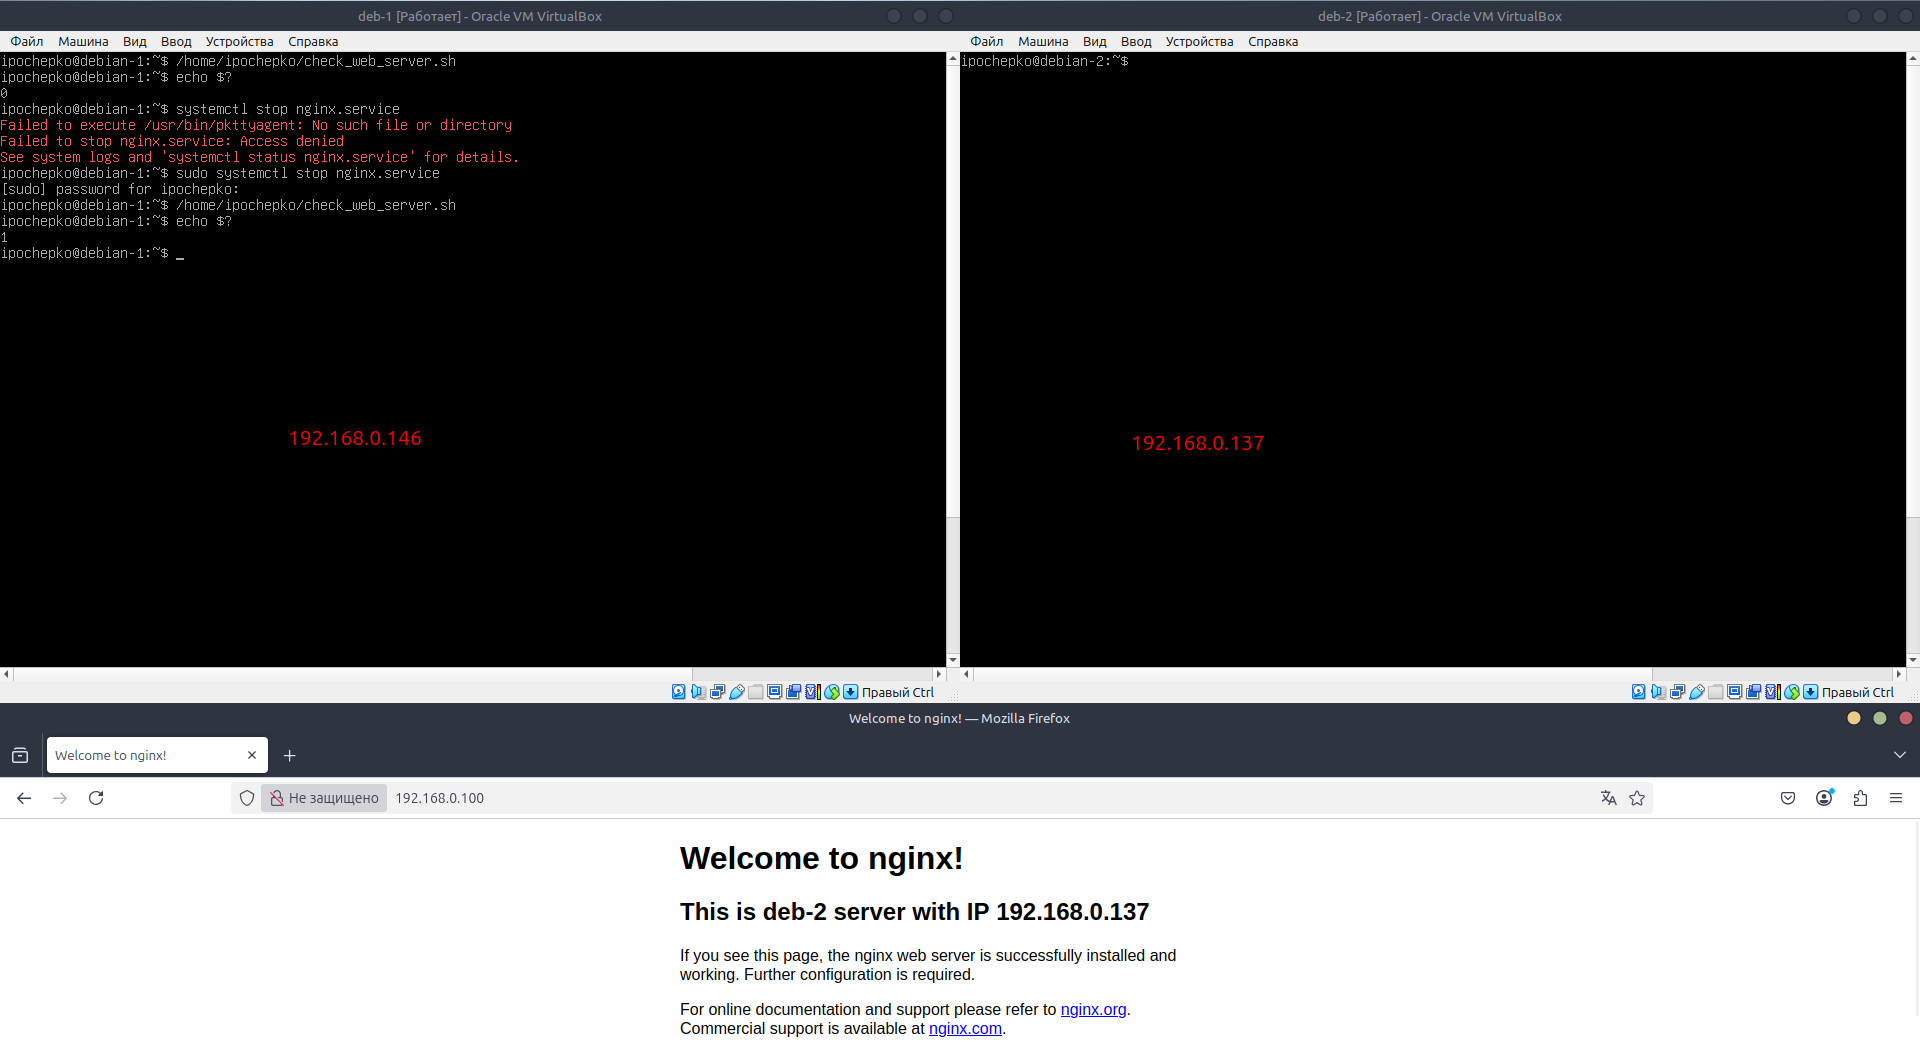 deb-1 [Работает] - Oracle VM VirtualBox
Файл Машина Вид Ввод Устройства Справка
ipochepko@debian-1:~$ /home/ipochepko/check_web_server.sh
ipochepko@debian-1:~$ echo $?
0
ipochepko@debian-1:~$ systemctl stop nginx.service
Failed to execute /usr/bin/pkttyagent: No such file or directory
Failed to stop nginx.service: Access denied
See system logs and 'systemctl status nginx.service' for details.
ipochepko@debian-1:~$ sudo systemctl stop nginx.service
[sudo] password for ipochepko:
ipochepko@debian-1:~$ /home/ipochepko/check_web_server.sh
ipochepko@debian-1:~$ echo $?
1
ipochepko@debian-1:~$ _
192.168.0.146
Правый Ctrl
deb-2 [Работает] - Oracle VM VirtualBox
Файл Машина Вид Ввод Устройства Справка
ipochepko@debian-2:~$
192.168.0.137
Правый Ctrl
Welcome to nginx! — Mozilla Firefox
Welcome to nginx!
Не защищено 192.168.0.100
Welcome to nginx!
This is deb-2 server with IP 192.168.0.137
If you see this page, the nginx web server is successfully installed and
working. Further configuration is required.
For online documentation and support please refer to nginx.org.
Commercial support is available at nginx.com.